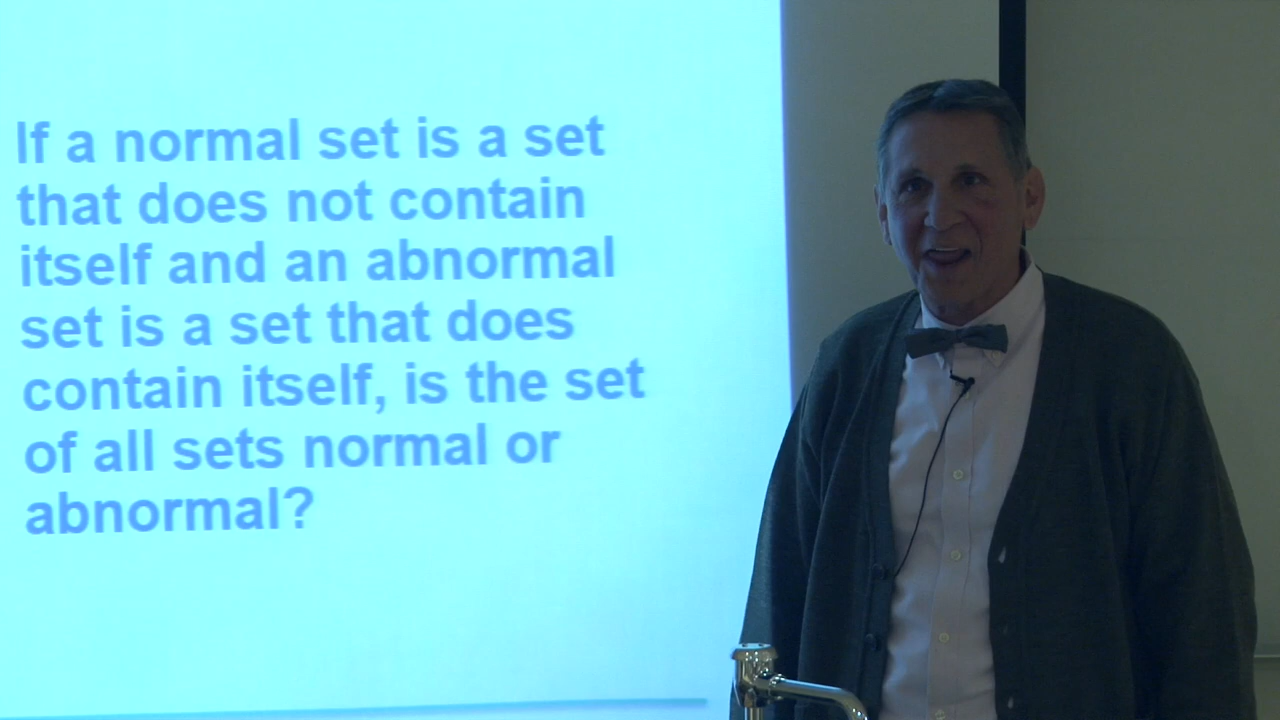 If a normal set is a set
that does not contain
itself and an abnormal
set is a set that does
contain itself, is the set
of all sets normal or
abnormal?